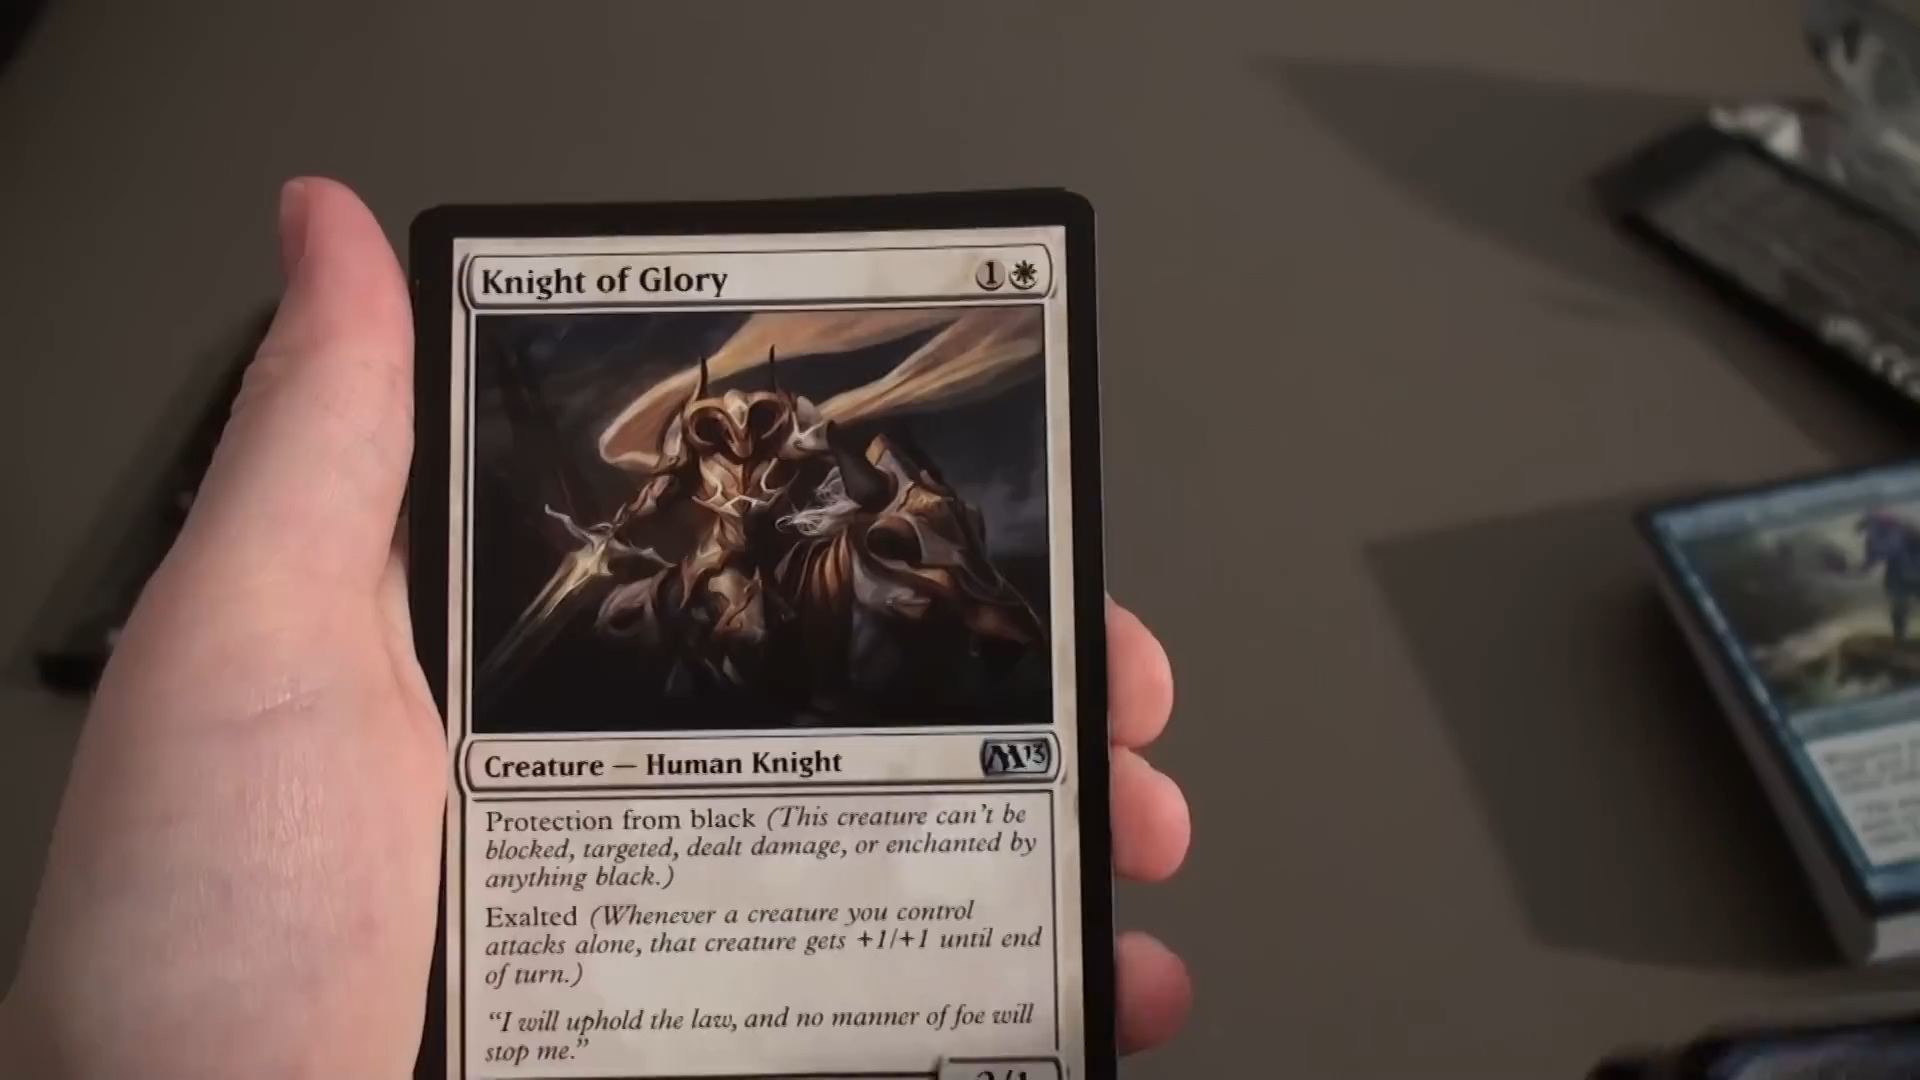 Knight of Glory 1
Creature — Human Knight M13
Protection from black (This creature can't be
blocked, targeted, dealt damage, or enchanted by
anything black.)
Exalted (Whenever a creature you control
attacks alone, that creature gets +1/+1 until end
of turn.)
“I will uphold the law, and no manner of foe will
stop me.”